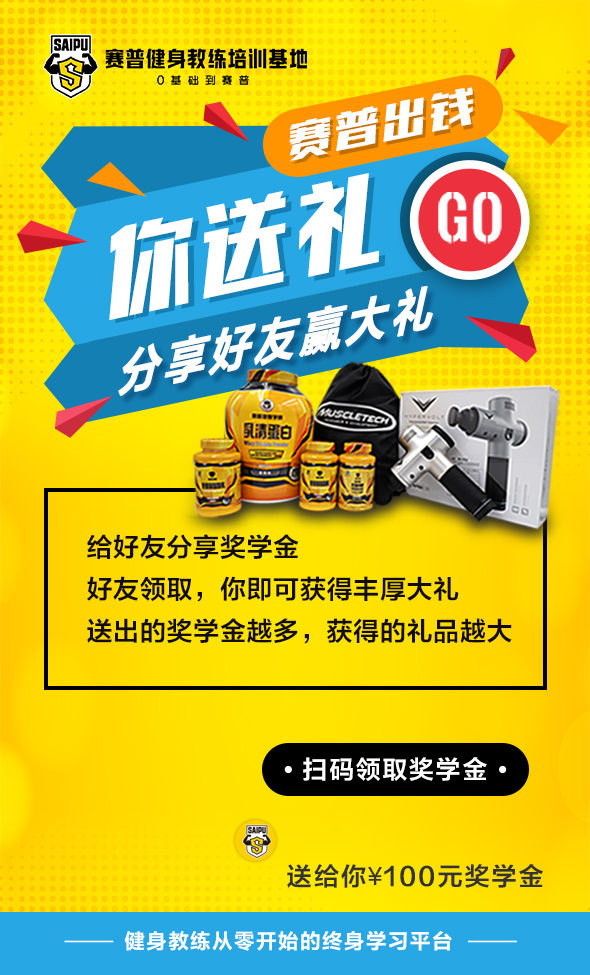 SAIPU
S
赛普健身教练培训基地
0基础到赛普
赛普出钱
你送礼
GO
分享好友赢大礼
乳清蛋白
MUSCLETECH
给好友分享奖学金
好友领取，你即可获得丰厚大礼
送出的奖学金越多，获得的礼品越大
• 扫码领取奖学金 •
SAIPU
S
送给你¥100元奖学金
健身教练从零开始的终身学习平台